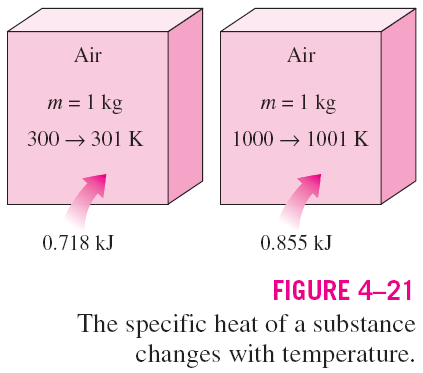 Air
m = 1 kg
300 → 301 K
0.718 kJ
Air
m = 1 kg
1000 → 1001 K
0.855 kJ
FIGURE 4–21
The specific heat of a substance
changes with temperature.